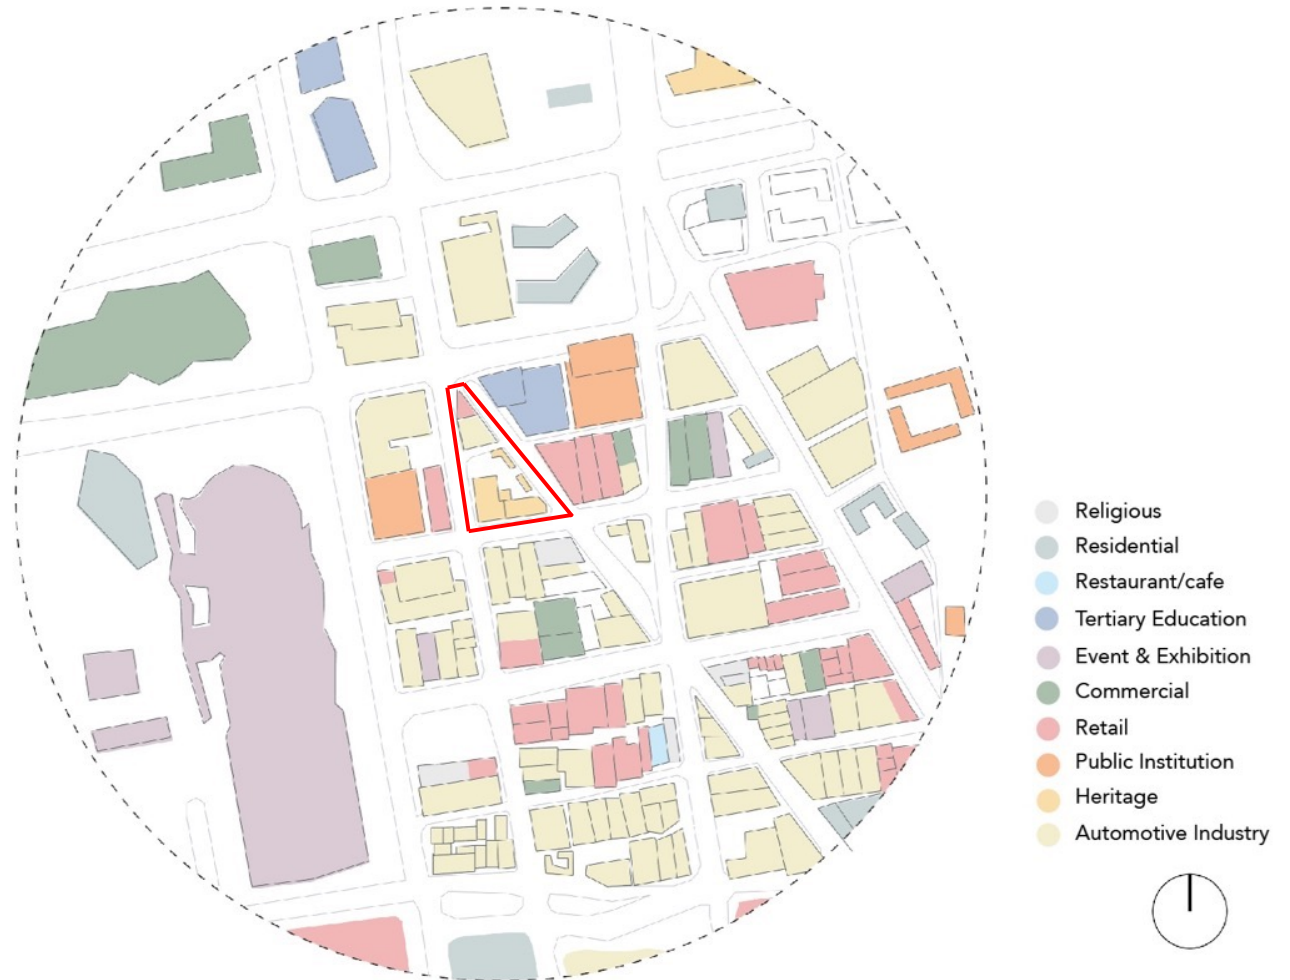 Religious
Residential
Restaurant/cafe
Tertiary Education
Event & Exhibition
Commercial
Retail
Public Institution
Heritage
Automotive Industry